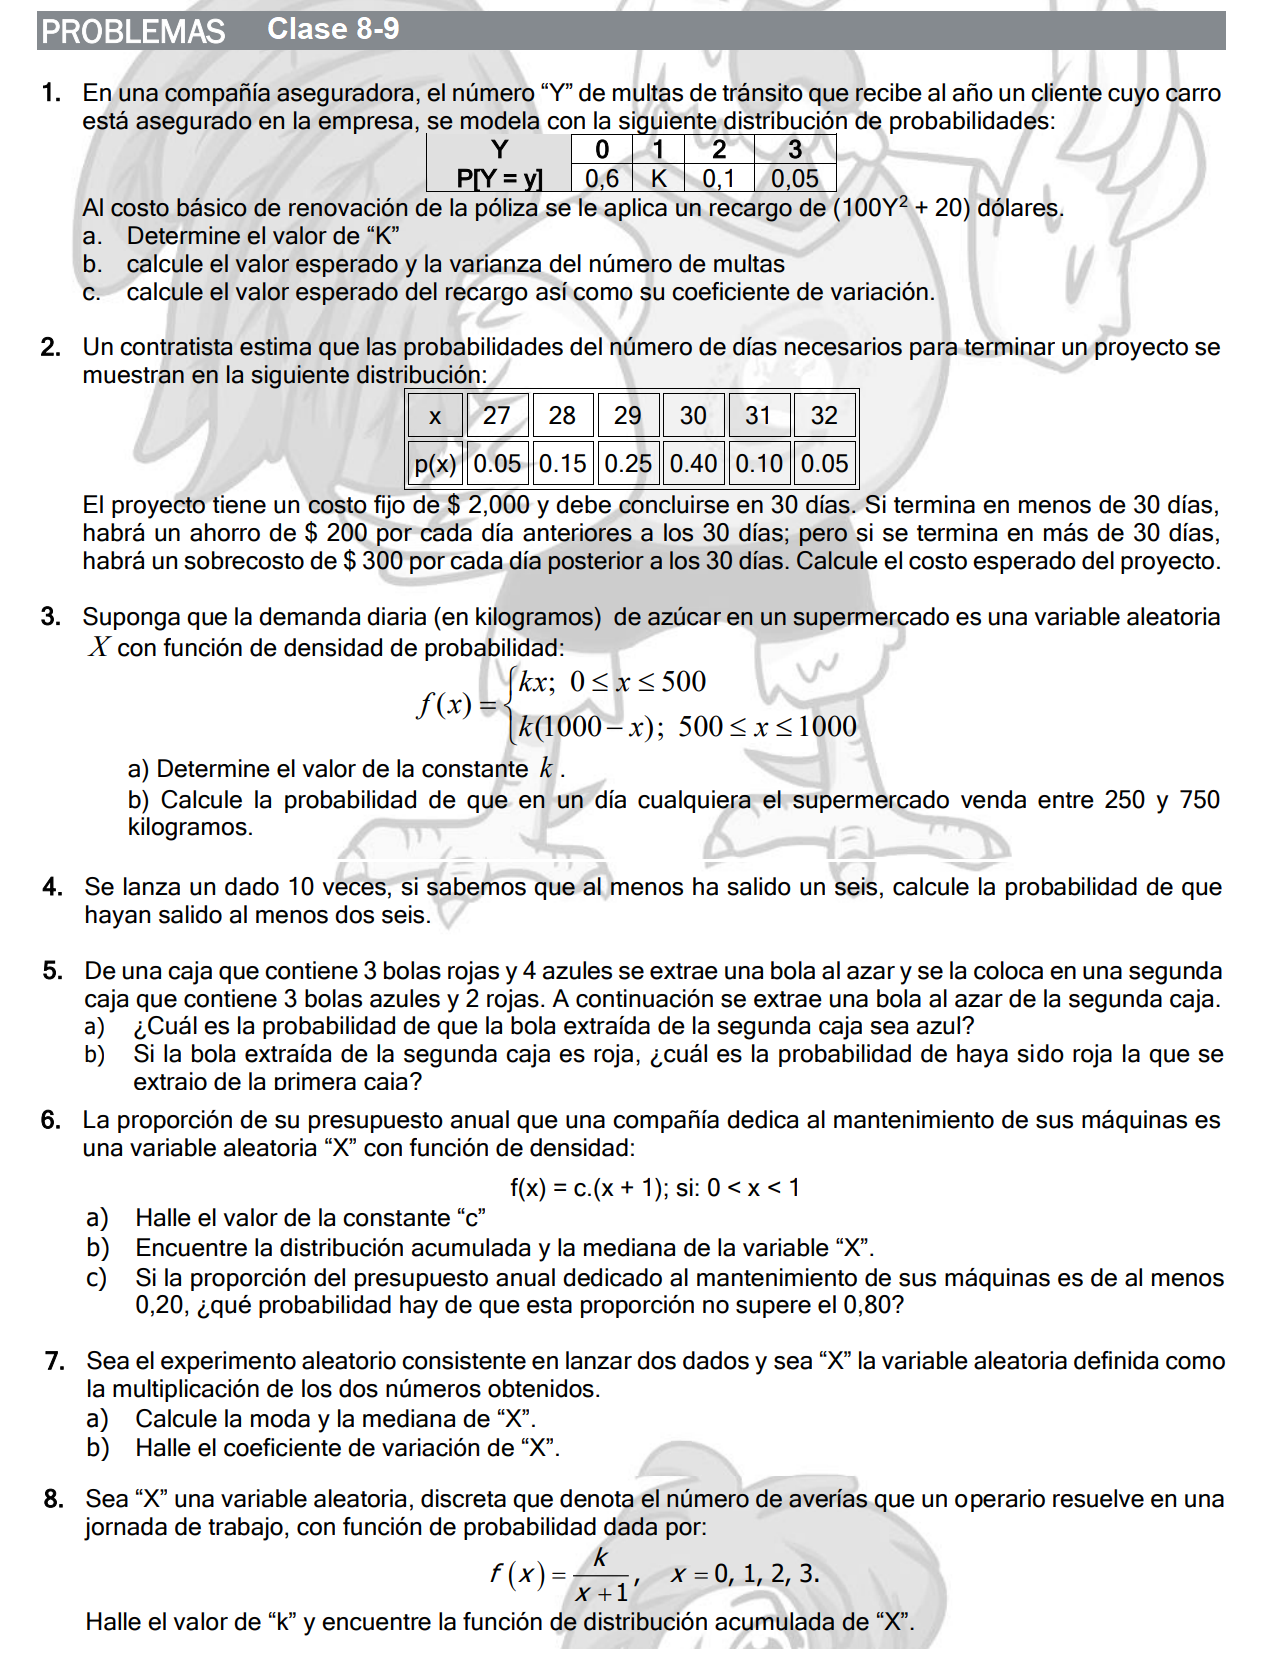 PROBLEMAS Clase 8-9
1. En una compañía aseguradora, el número “Y” de multas de tránsito que recibe al año un cliente cuyo carro
está asegurado en la empresa, se modela con la siguiente distribución de probabilidades:
Y 0 1 2 3
P[Y = y] 0,6 K 0,1 0,05
Al costo básico de renovación de la póliza se le aplica un recargo de (100Y² + 20) dólares.
a. Determine el valor de “K”
b. calcule el valor esperado y la varianza del número de multas
c. calcule el valor esperado del recargo así como su coeficiente de variación.
2. Un contratista estima que las probabilidades del número de días necesarios para terminar un proyecto se
muestran en la siguiente distribución:
x 27 28 29 30 31 32
p(x) 0.05 0.15 0.25 0.40 0.10 0.05
El proyecto tiene un costo fijo de $ 2,000 y debe concluirse en 30 días. Si termina en menos de 30 días,
habrá un ahorro de $ 200 por cada día anteriores a los 30 días; pero si se termina en más de 30 días,
habrá un sobrecosto de $ 300 por cada día posterior a los 30 días. Calcule el costo esperado del proyecto.
3. Suponga que la demanda diaria (en kilogramos) de azúcar en un supermercado es una variable aleatoria
X con función de densidad de probabilidad:
f(x) = { kx; 0 ≤ x ≤ 500
k(1000 − x); 500 ≤ x ≤ 1000
a) Determine el valor de la constante k .
b) Calcule la probabilidad de que en un día cualquiera el supermercado venda entre 250 y 750
kilogramos.
4. Se lanza un dado 10 veces, si sabemos que al menos ha salido un seis, calcule la probabilidad de que
hayan salido al menos dos seis.
5. De una caja que contiene 3 bolas rojas y 4 azules se extrae una bola al azar y se la coloca en una segunda
caja que contiene 3 bolas azules y 2 rojas. A continuación se extrae una bola al azar de la segunda caja.
a) ¿Cuál es la probabilidad de que la bola extraída de la segunda caja sea azul?
b) Si la bola extraída de la segunda caja es roja, ¿cuál es la probabilidad de haya sido roja la que se
extrajo de la primera caja?
6. La proporción de su presupuesto anual que una compañía dedica al mantenimiento de sus máquinas es
una variable aleatoria “X” con función de densidad:
f(x) = c.(x + 1); si: 0 < x < 1
a) Halle el valor de la constante “c”
b) Encuentre la distribución acumulada y la mediana de la variable “X”.
c) Si la proporción del presupuesto anual dedicado al mantenimiento de sus máquinas es de al menos
0,20, ¿qué probabilidad hay de que esta proporción no supere el 0,80?
7. Sea el experimento aleatorio consistente en lanzar dos dados y sea “X” la variable aleatoria definida como
la multiplicación de los dos números obtenidos.
a) Calcule la moda y la mediana de “X”.
b) Halle el coeficiente de variación de “X”.
8. Sea “X” una variable aleatoria, discreta que denota el número de averías que un operario resuelve en una
jornada de trabajo, con función de probabilidad dada por:
f(x) = k/(x + 1), x = 0, 1, 2, 3.
Halle el valor de “k” y encuentre la función de distribución acumulada de “X”.